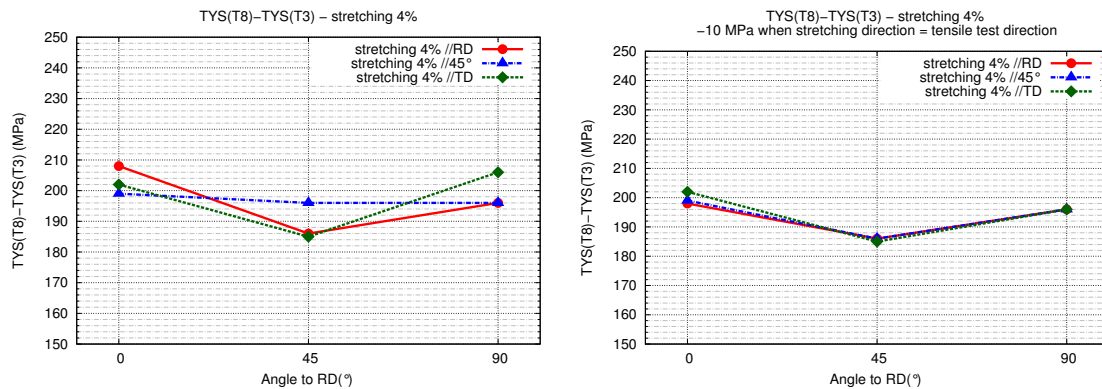 TYS(T8)−TYS(T3) − stretching 4%
250
240
230
220
210
200
190
180
170
160
150
TYS(T8)−TYS(T3) (MPa)
stretching 4% //RD
stretching 4% //45°
stretching 4% //TD
0
45
90
Angle to RD(°)
TYS(T8)−TYS(T3) − stretching 4%
−10 MPa when stretching direction = tensile test direction
250
240
230
220
210
200
190
180
170
160
150
TYS(T8)−TYS(T3) (MPa)
stretching 4% //RD
stretching 4% //45°
stretching 4% //TD
0
45
90
Angle to RD(°)